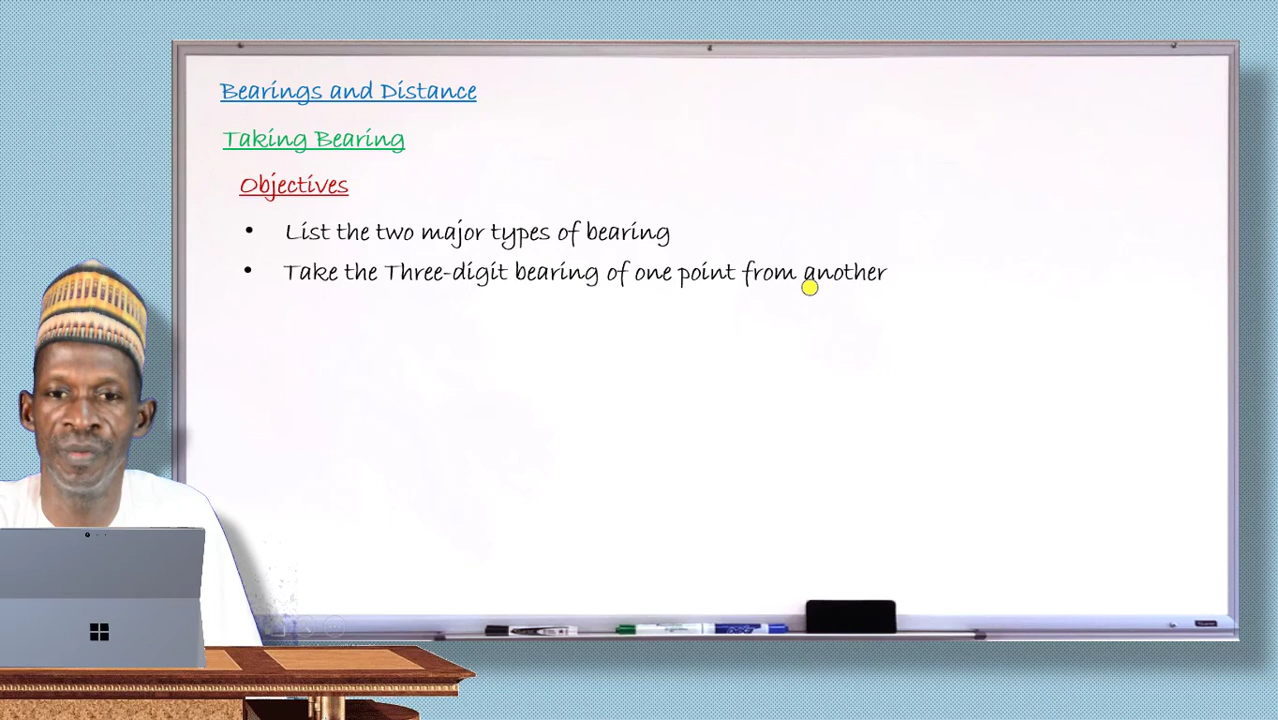 Bearings and Distance
Taking Bearing
Objectives
• List the two major types of bearing
• Take the Three-digit bearing of one point from another